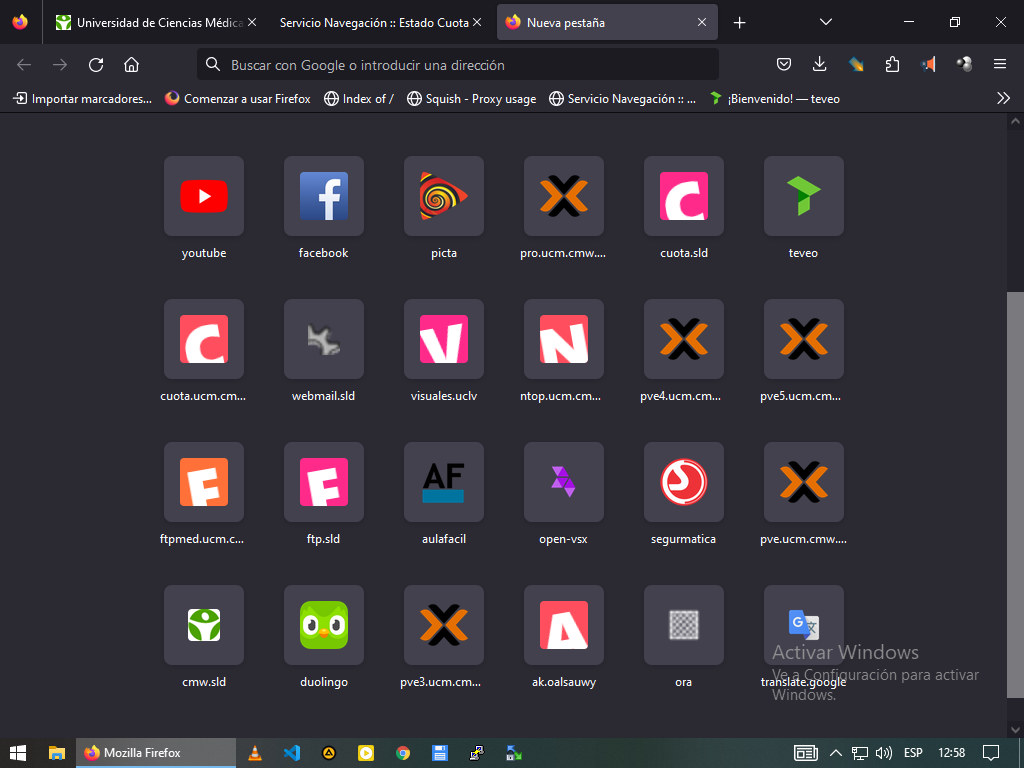 Universidad de Ciencias Médica
Servicio Navegación :: Estado Cuota
Nueva pestaña
Buscar con Google o introducir una dirección
Importar marcadores...
Comenzar a usar Firefox
Index of /
Squish - Proxy usage
Servicio Navegación :: ...
¡Bienvenido! — teveo
youtube
facebook
picta
pro.ucm.cmw....
cuota.sld
teveo
cuota.ucm.cm...
webmail.sld
visuales.uclv
ntop.ucm.cm...
pve4.ucm.cm...
pve5.ucm.cm...
AF
ftpmed.ucm.c...
ftp.sld
aulafacil
open-vsx
segurmatica
pve.ucm.cmw....
cmw.sld
duolingo
pve3.ucm.cm...
ak.oalsauwy
ora
translate.google
Activar Windows
Ve a Configuración para activar
Windows.
Mozilla Firefox
ESP
12:58